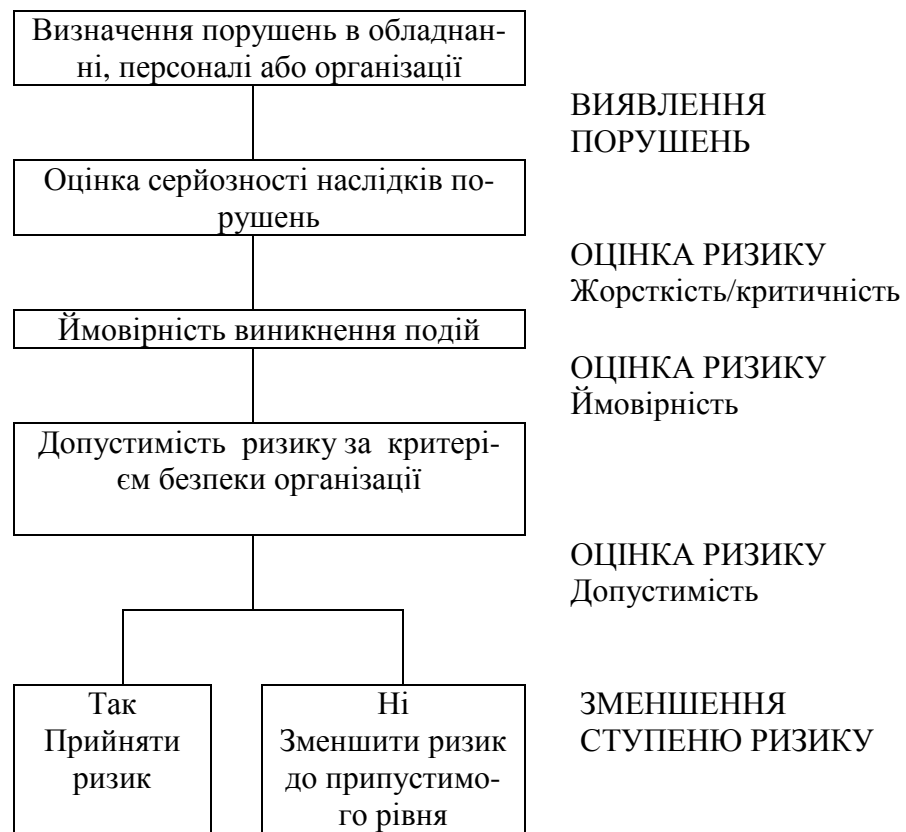 Визначення порушень в обладнан-
ні, персоналі або організації
ВИЯВЛЕННЯ
ПОРУШЕНЬ
Оцінка серйозності наслідків по-
рушень
ОЦІНКА РИЗИКУ
Жорсткість/критичність
Ймовірність виникнення подій
ОЦІНКА РИЗИКУ
Ймовірність
Допустимість ризику за критері-
єм безпеки організації
ОЦІНКА РИЗИКУ
Допустимість
Так
Прийняти
ризик
Ні
Зменшити ризик
до припустимо-
го рівня
ЗМЕНШЕННЯ
СТУПЕНЮ РИЗИКУ